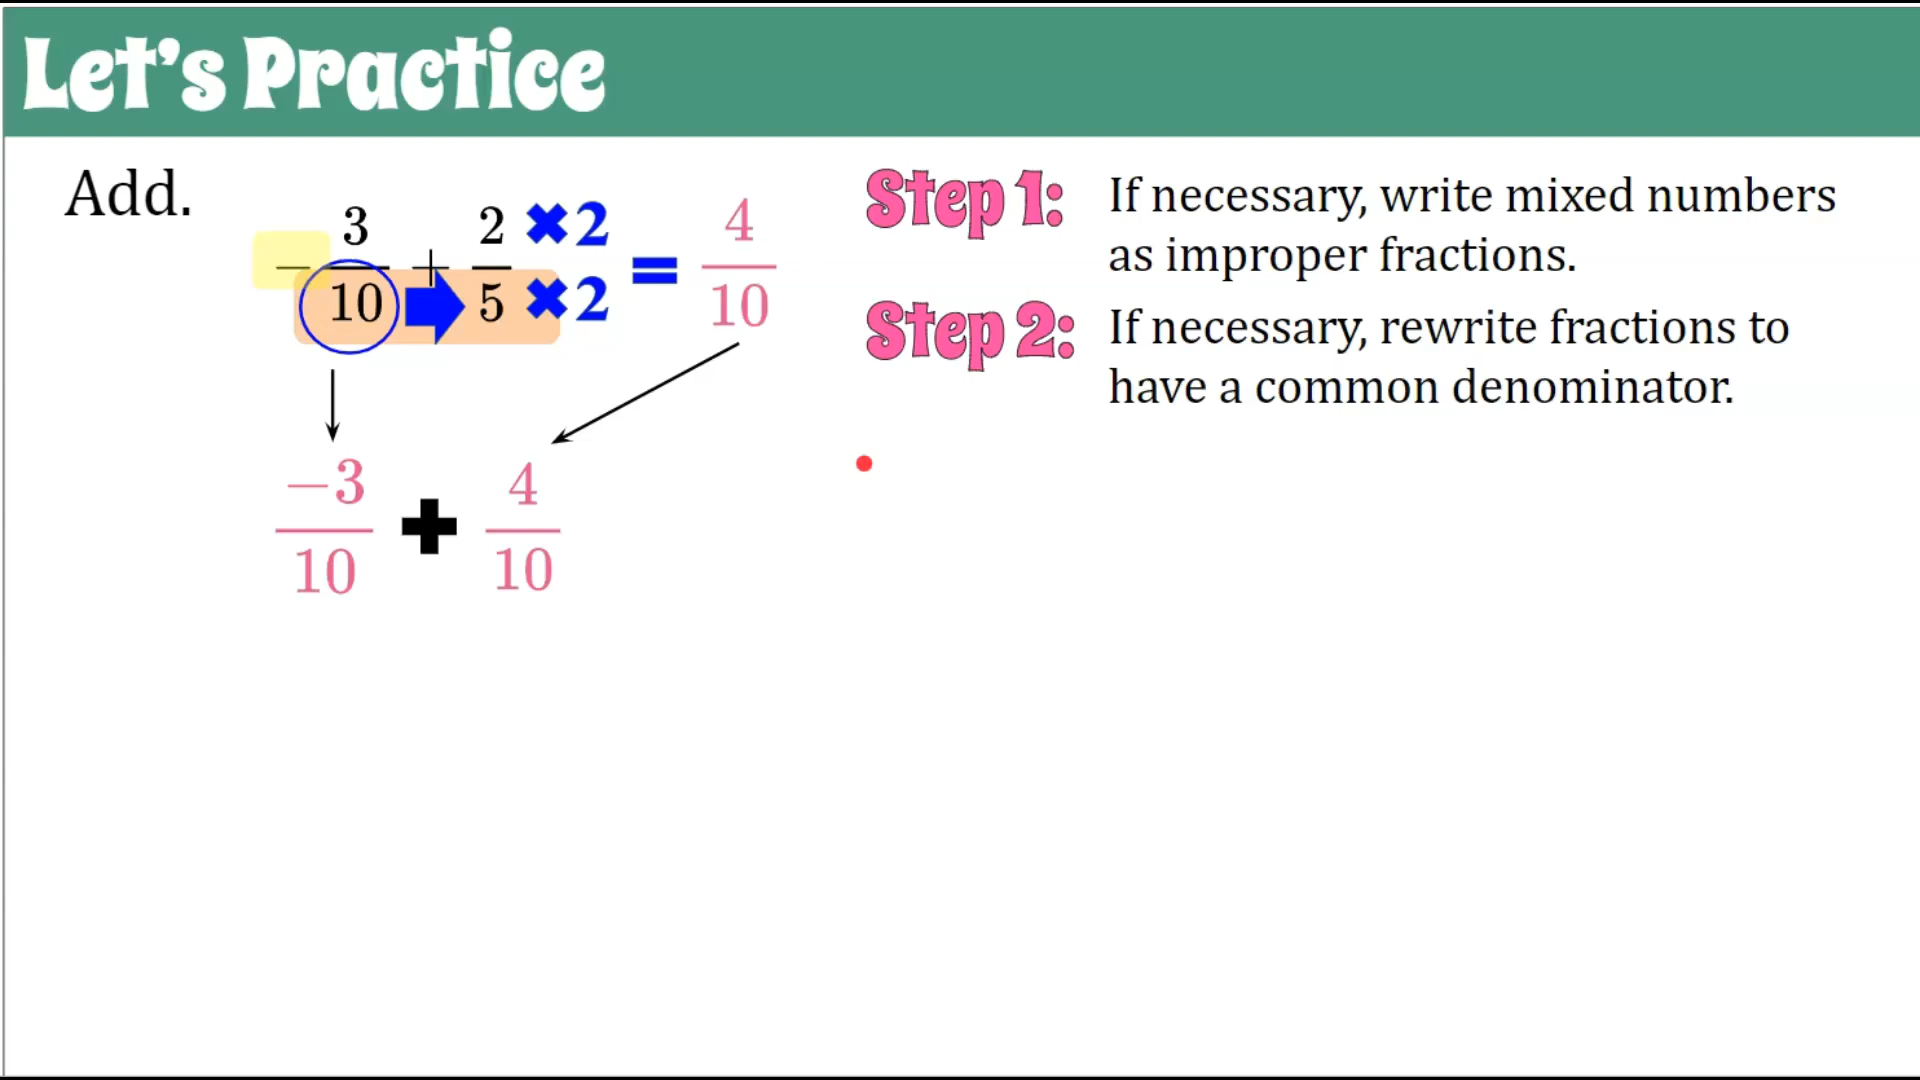 Let's Practice
Add.
− 3/10 + 2/5 ✖2 ✖2 = 4/10
−3/10 + 4/10
Step 1: If necessary, write mixed numbers
as improper fractions.
Step 2: If necessary, rewrite fractions to
have a common denominator.